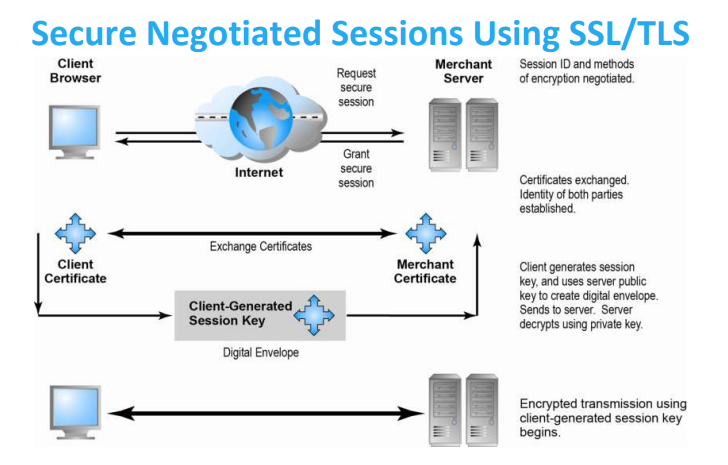 Secure Negotiated Sessions Using SSL/TLS
Client
Browser
Request
secure
session
Merchant
Server
Session ID and methods
of encryption negotiated.
Internet
Grant
secure
session
Certificates exchanged.
Identity of both parties
established.
Exchange Certificates
Client
Certificate
Merchant
Certificate
Client generates session
key, and uses server public
key to create digital envelope.
Sends to server. Server
decrypts using private key.
Client-Generated
Session Key
Digital Envelope
Encrypted transmission using
client-generated session key
begins.